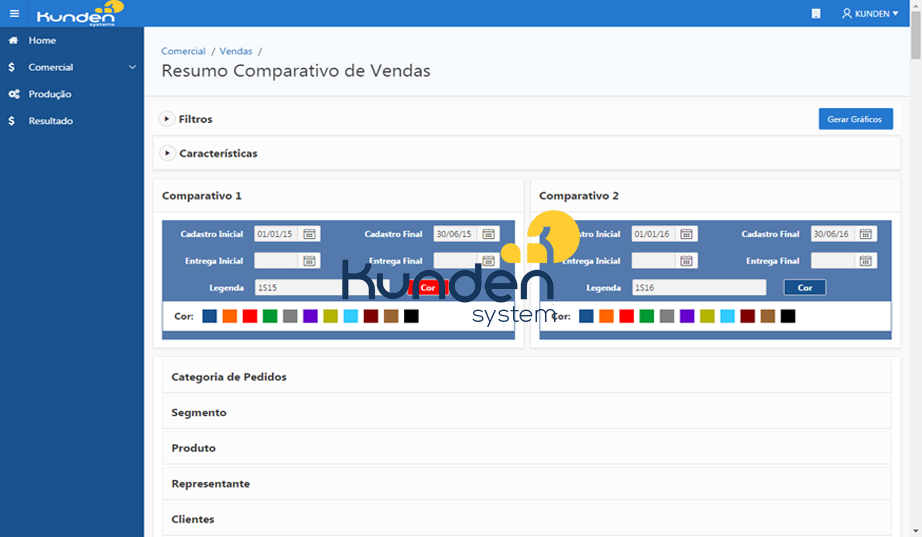 Kunden
systems
KUNDEN
Home
Comercial
Produção
Resultado
Comercial / Vendas /
Resumo Comparativo de Vendas
Filtros
Gerar Gráficos
Características
Comparativo 1
Cadastro Inicial 01/01/15 Cadastro Final 30/06/15
Entrega Inicial Entrega Final
Legenda 1S15 Cor
Cor:
Comparativo 2
Cadastro Inicial 01/01/16 Cadastro Final 30/06/16
Entrega Inicial Entrega Final
Legenda 1S16 Cor
Cor:
Kunden
system
Categoria de Pedidos
Segmento
Produto
Representante
Clientes